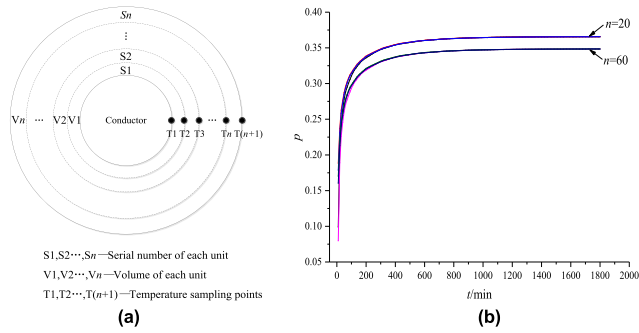 Sn
⋮
S2
S1
Vn ··· V2 V1 Conductor
T1 T2 T3 ··· Tn T(n+1)
S1,S2···,Sn—Serial number of each unit
V1,V2···,Vn—Volume of each unit
T1,T2···,T(n+1)—Temperature sampling points
(a)
0.40
0.35
0.30
0.25
0.20
0.15
0.10
0.05
p
n=20
n=60
0 200 400 600 800 1000 1200 1400 1600 1800 2000
t/min
(b)